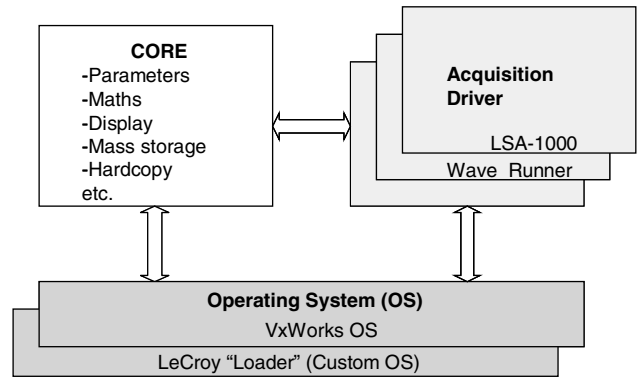 CORE
-Parameters
-Maths
-Display
-Mass storage
-Hardcopy
etc.
Acquisition
Driver
LSA-1000
Wave Runner
Operating System (OS)
VxWorks OS
LeCroy “Loader” (Custom OS)